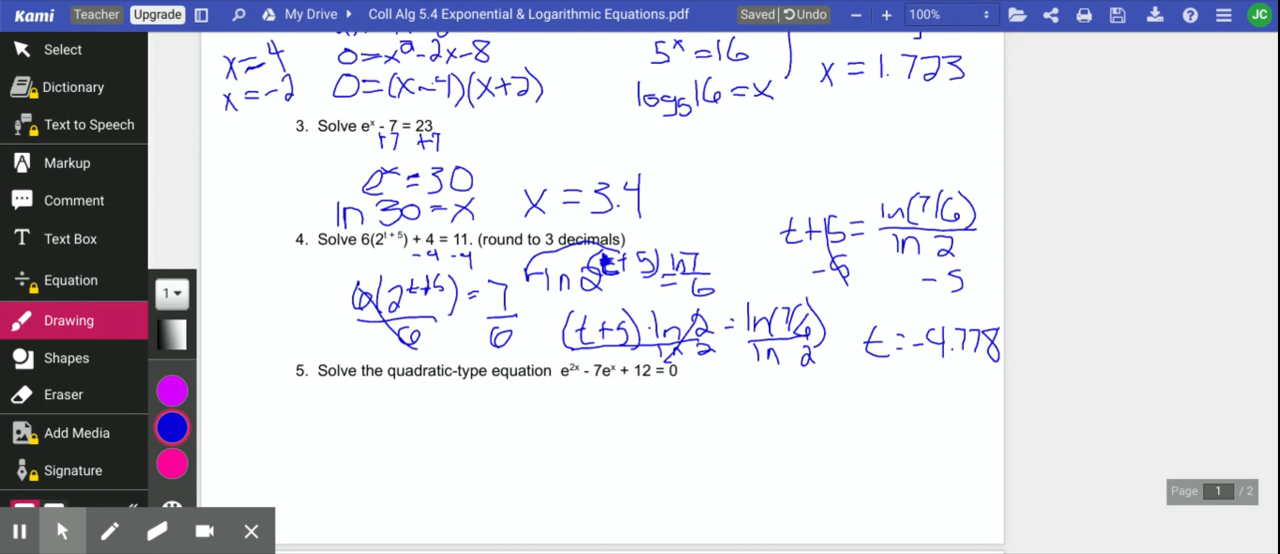 Kami
Teacher
Upgrade
My Drive
Coll Alg 5.4 Exponential & Logarithmic Equations.pdf
Saved
Undo
100%
JC
Select
Dictionary
Text to Speech
Markup
Comment
T Text Box
Equation
Drawing
Shapes
Eraser
Add Media
Signature
1
x=4
x=-2
0=x²-2x-8
0=(x-4)(x+2)
5ˣ=16
log₅16=x
x=1.723
3. Solve eˣ - 7 = 23
+7 +7
eˣ=30
ln 30=x
x=3.4
4. Solve 6(2ᵗ⁺⁵) + 4 = 11. (round to 3 decimals)
-4 -4
6(2ᵗ⁺⁵) = 7
6 6
ln 2(t+5) = ln 7/6
(t+5)·ln 2 = ln(7/6)
ln 2 ln 2
t+5 = ln(7/6)
ln 2
-5 -5
t=-4.778
5. Solve the quadratic-type equation e²ˣ - 7eˣ + 12 = 0
Page 1 / 2